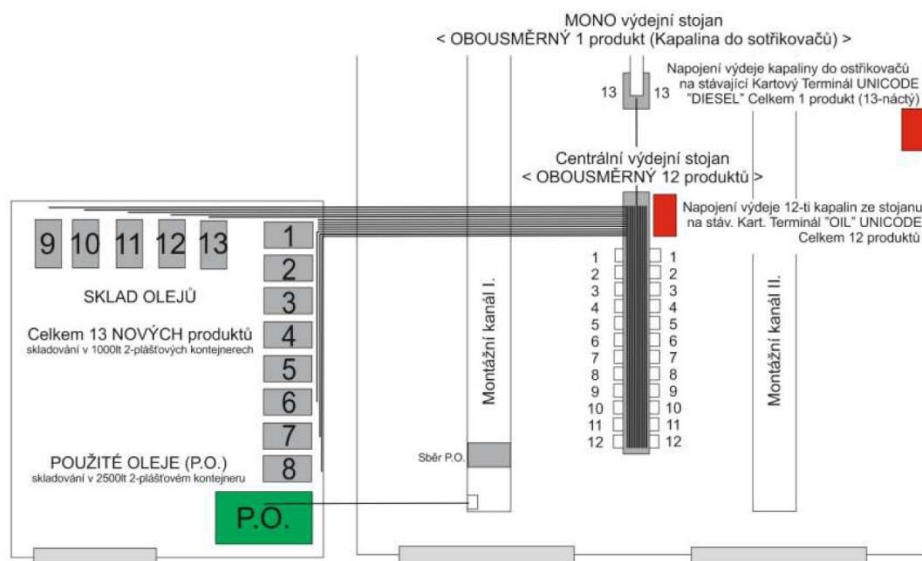 MONO výdejní stojan
< OBOUSMĚRNÝ 1 produkt (Kapalina do sotřikovačů) >
Napojení výdeje kapaliny do ostřikovačů
na stávající Kartový Terminál UNICODE
"DIESEL" Celkem 1 produkt (13-náctý)
13 13
Centrální výdejní stojan
< OBOUSMĚRNÝ 12 produktů >
Napojení výdeje 12-ti kapalin ze stojanu
na stáv. Kart. Terminál "OIL" UNICODE
Celkem 12 produktů
9 10 11 12 13
1
2
3
4
5
6
7
8
SKLAD OLEJŮ
Celkem 13 NOVÝCH produktů
skladování v 1000lt 2-plášťových kontejnerech
POUŽITÉ OLEJE (P.O.)
skladování v 2500lt 2-plášťovém kontejneru
P.O.
Montážní kanál I.
Sběr P.O.
1 1
2 2
3 3
4 4
5 5
6 6
7 7
8 8
9 9
10 10
11 11
12 12
Montážní kanál II.